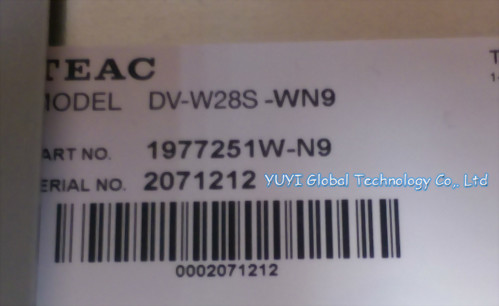 TEAC
MODEL DV-W28S-WN9
ART NO. 1977251W-N9
ERIAL NO. 2071212 YUYI Global Technology Co., Ltd
0002071212